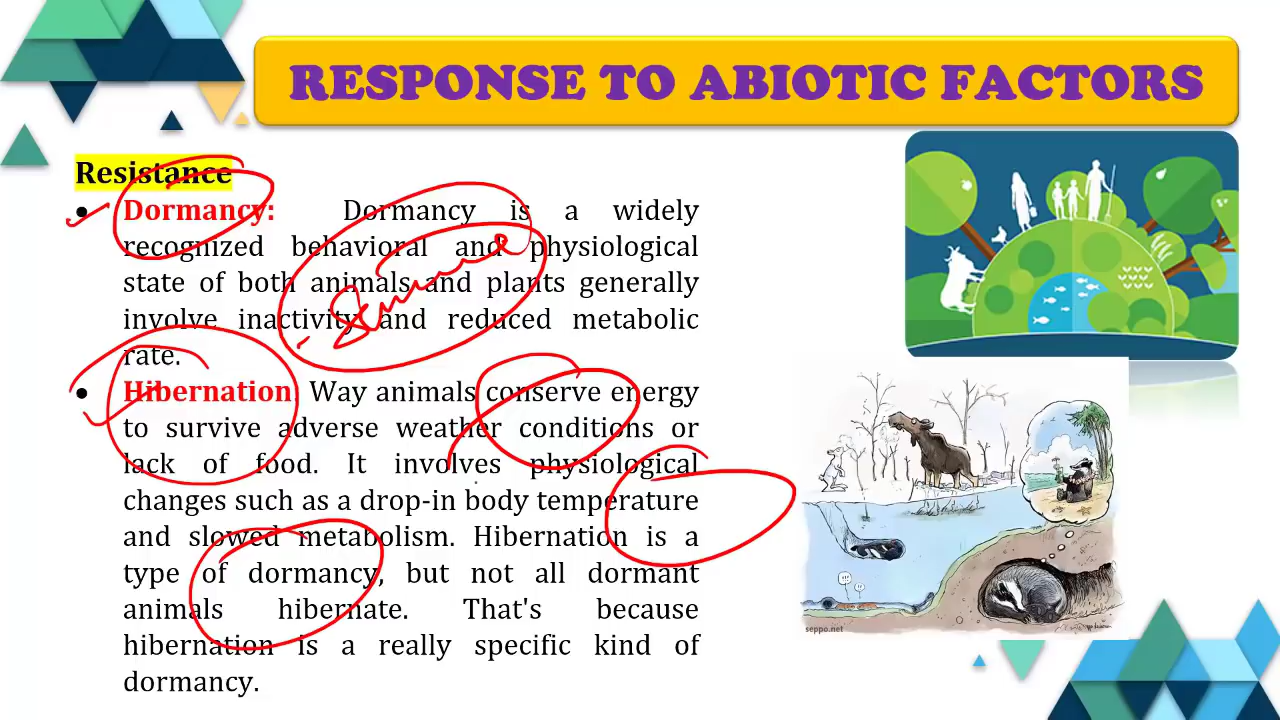 RESPONSE TO ABIOTIC FACTORS
Resistance
• Dormancy: Dormancy is a widely
recognized behavioral and physiological
state of both animals and plants generally
involve inactivity and reduced metabolic
rate.
• Hibernation: Way animals conserve energy
to survive adverse weather conditions or
lack of food. It involves physiological
changes such as a drop-in body temperature
and slowed metabolism. Hibernation is a
type of dormancy, but not all dormant
animals hibernate. That's because
hibernation is a really specific kind of
dormancy.
seppo.net